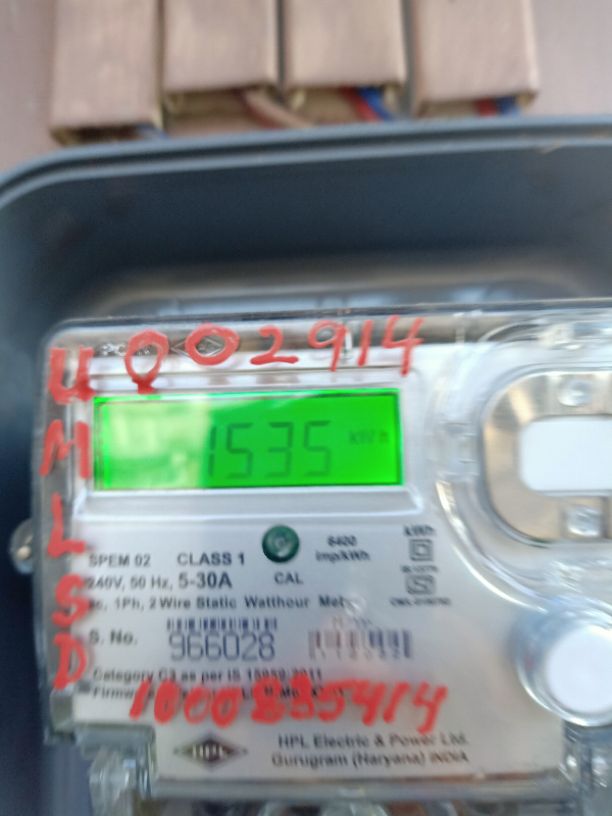 U0002914
M
L
S
D
1535 kWh
SPEM 02 CLASS 1 6400 imp/kWh
240V, 50 Hz, 5-30A CAL
ac, 1Ph, 2 Wire Static Watthour Meter
S. No. 966028
Category C3 as per IS 15959:2011
HPL Electric & Power Ltd.
Gurugram (Haryana) INDIA
HPL